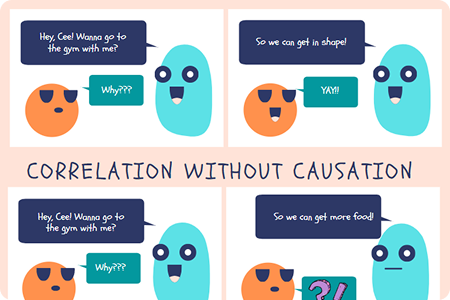 Hey, Cee! Wanna go to
the gym with me?
Why???
So we can get in shape!
YAY!!
CORRELATION WITHOUT CAUSATION
Hey, Cee! Wanna go to
the gym with me?
Why???
So we can get more food!
?!